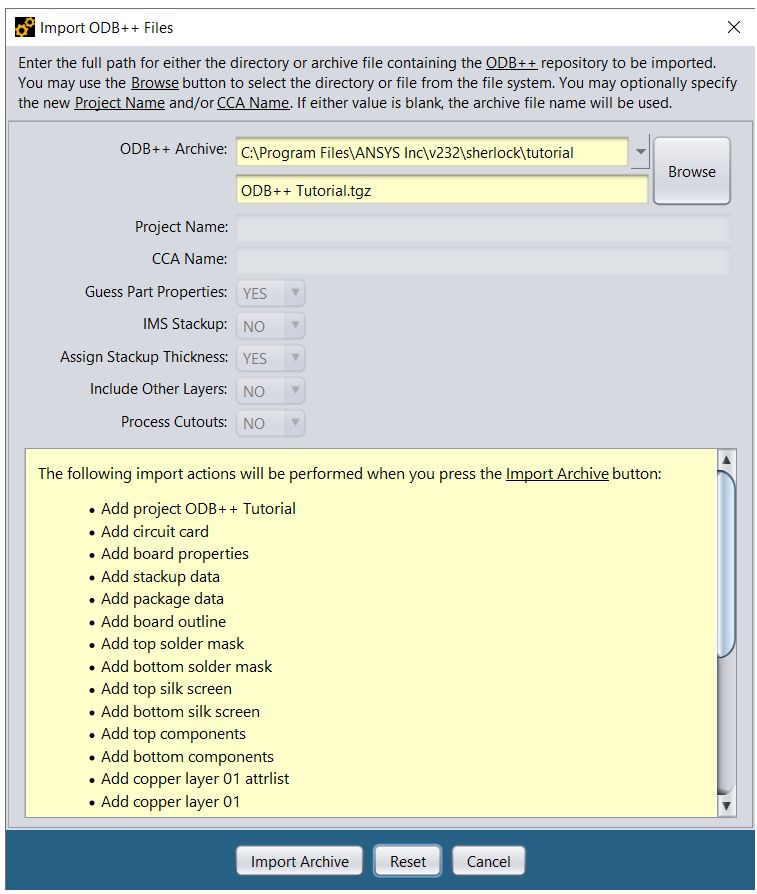 Import ODB++ Files
Enter the full path for either the directory or archive file containing the ODB++ repository to be imported.
You may use the Browse button to select the directory or file from the file system. You may optionally specify
the new Project Name and/or CCA Name. If either value is blank, the archive file name will be used.
ODB++ Archive: C:\Program Files\ANSYS Inc\v232\sherlock\tutorial
Browse
ODB++ Tutorial.tgz
Project Name:
CCA Name:
Guess Part Properties: YES
IMS Stackup: NO
Assign Stackup Thickness: YES
Include Other Layers: NO
Process Cutouts: NO
The following import actions will be performed when you press the Import Archive button:
• Add project ODB++ Tutorial
• Add circuit card
• Add board properties
• Add stackup data
• Add package data
• Add board outline
• Add top solder mask
• Add bottom solder mask
• Add top silk screen
• Add bottom silk screen
• Add top components
• Add bottom components
• Add copper layer 01 attrlist
• Add copper layer 01
Import Archive Reset Cancel